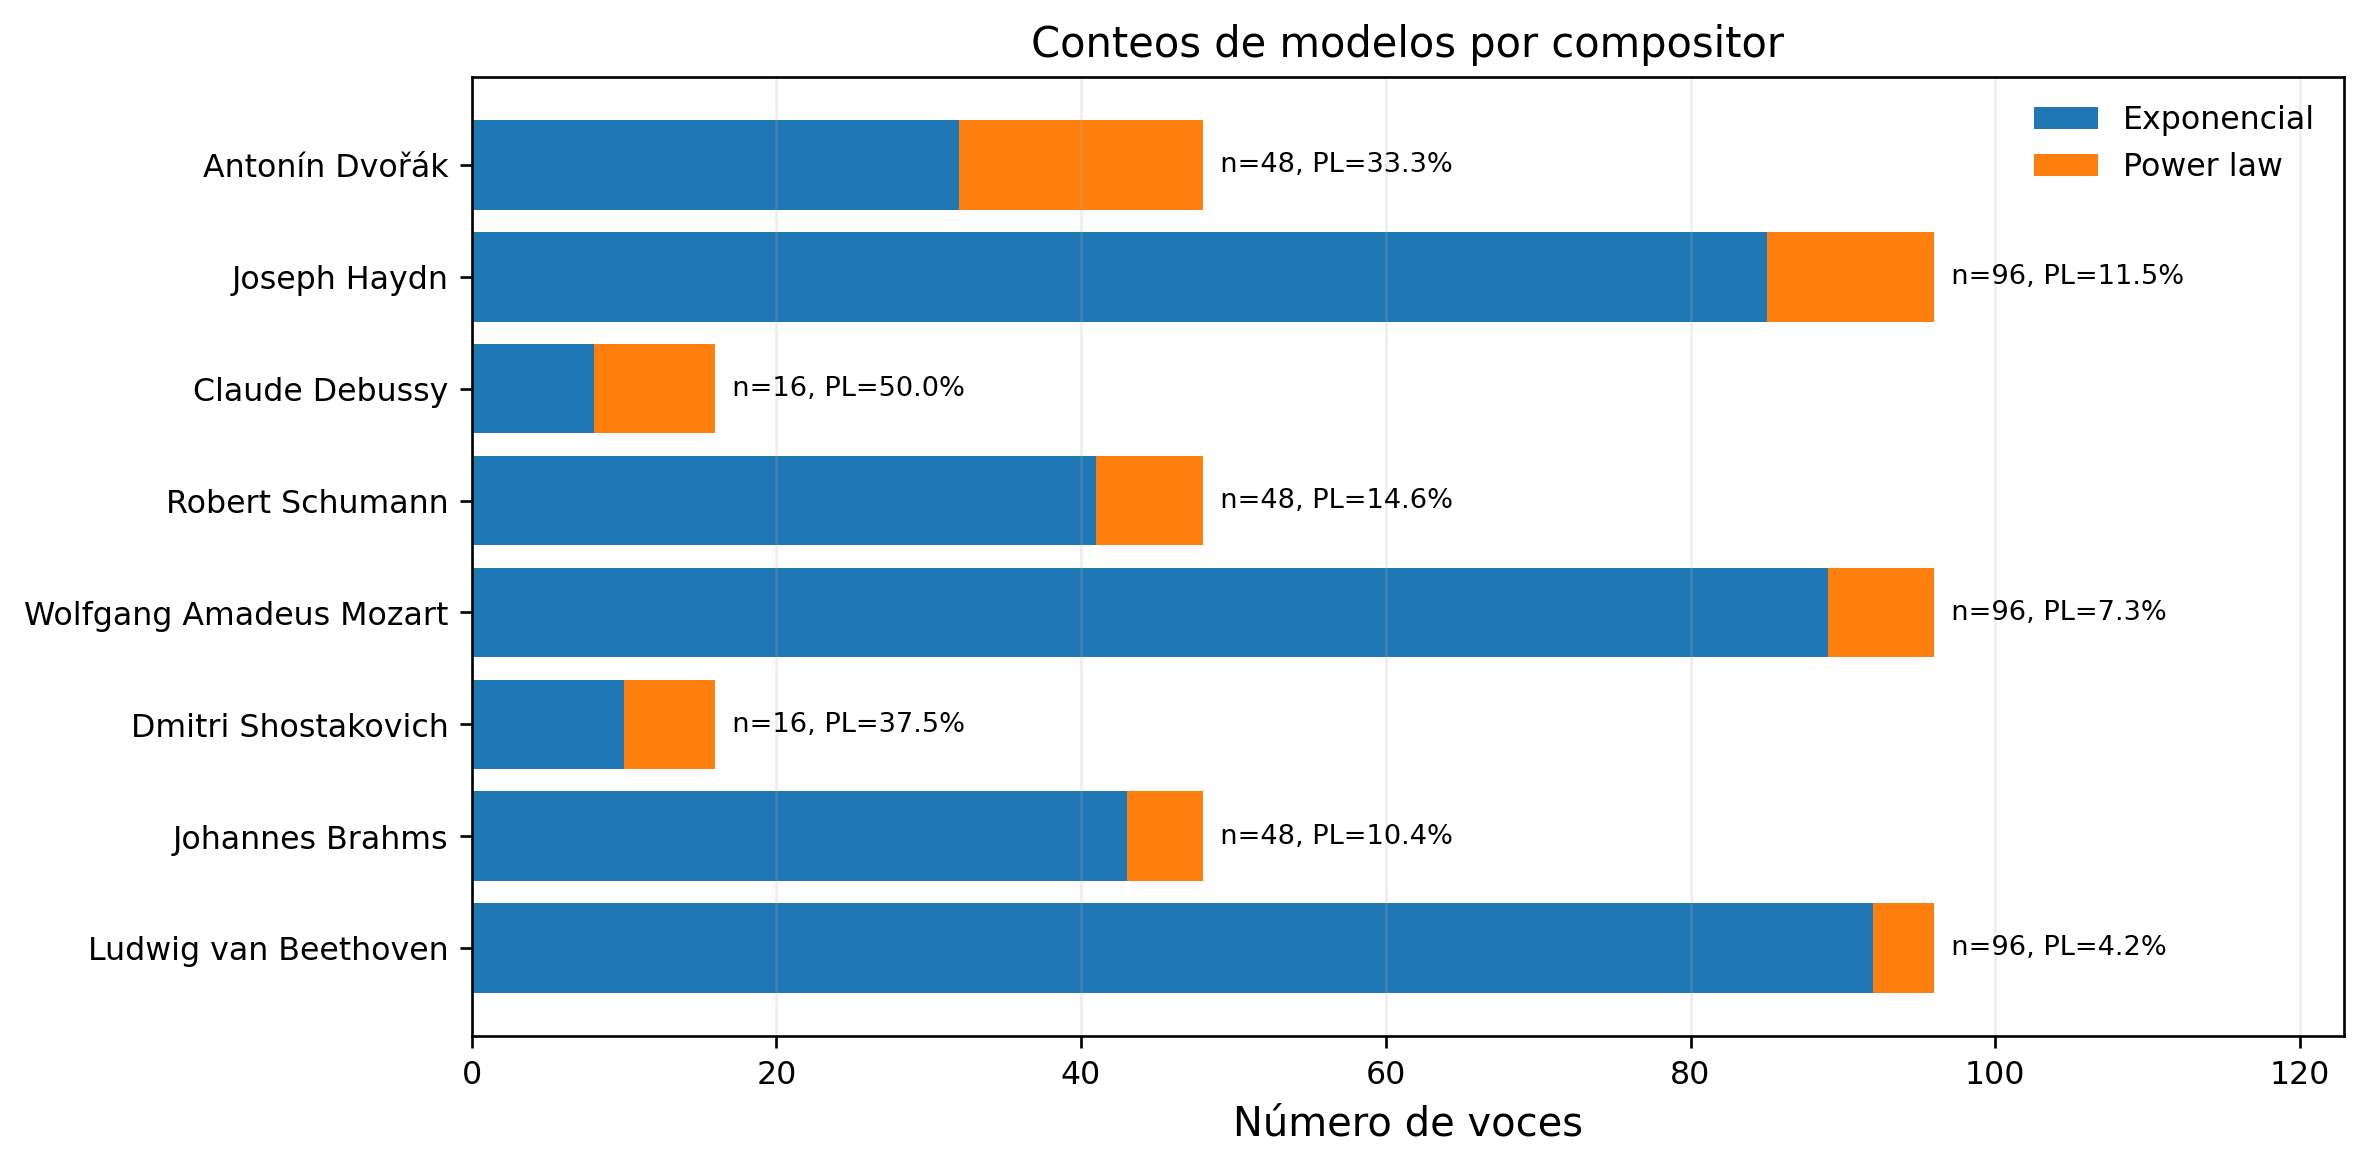 Conteos de modelos por compositor
Exponencial
Power law
Antonín Dvořák
n=48, PL=33.3%
Joseph Haydn
n=96, PL=11.5%
Claude Debussy
n=16, PL=50.0%
Robert Schumann
n=48, PL=14.6%
Wolfgang Amadeus Mozart
n=96, PL=7.3%
Dmitri Shostakovich
n=16, PL=37.5%
Johannes Brahms
n=48, PL=10.4%
Ludwig van Beethoven
n=96, PL=4.2%
0 20 40 60 80 100 120
Número de voces